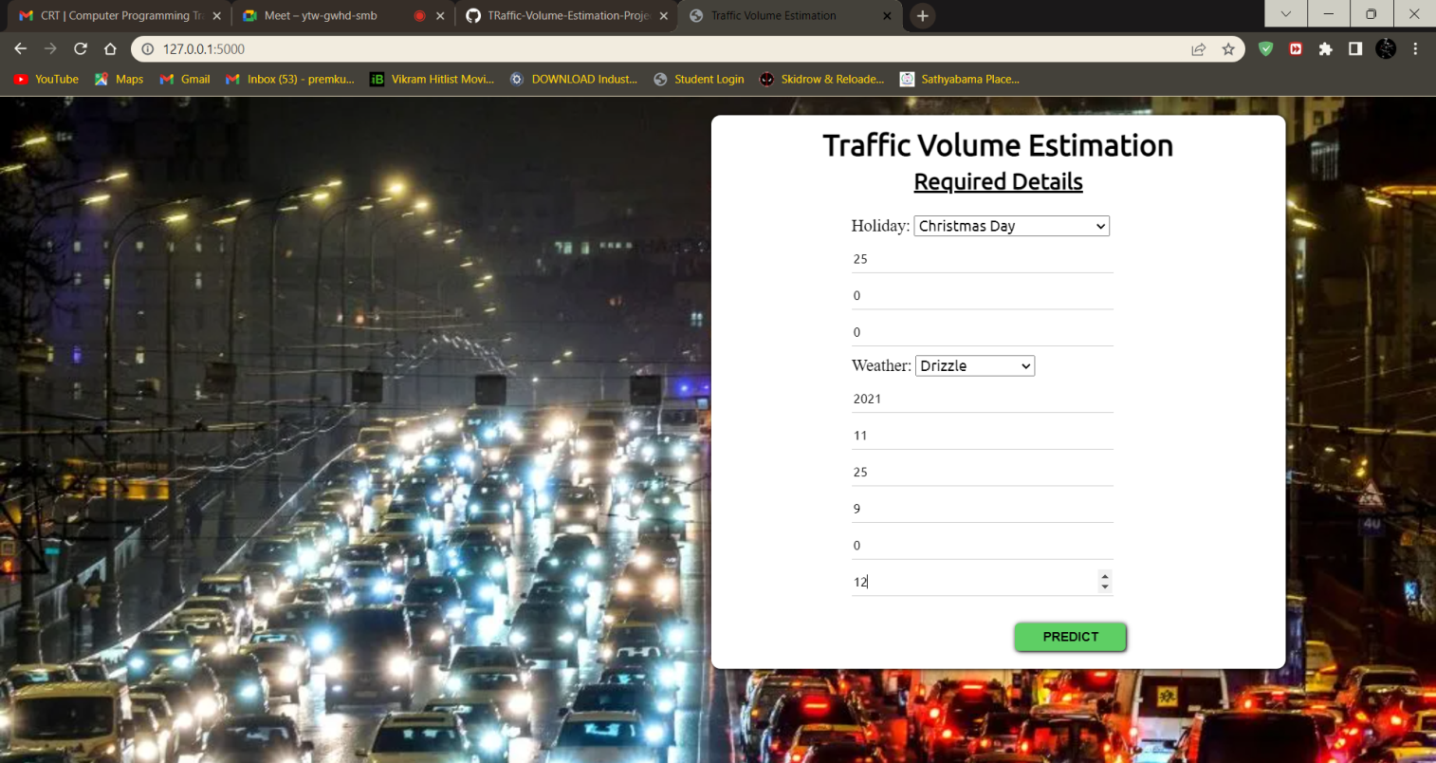 CRT | Computer Programming Tr
Meet – ytw-gwhd-smb
TRaffic-Volume-Estimation-Proje
Traffic Volume Estimation
127.0.0.1:5000
YouTube
Maps
Gmail
Inbox (53) - premku...
iB
Vikram Hitlist Movi...
DOWNLOAD Indust...
Student Login
Skidrow & Reloade...
Sathyabama Place...
Traffic Volume Estimation
Required Details
Holiday: Christmas Day
25
0
0
Weather: Drizzle
2021
11
25
9
0
12
PREDICT
40